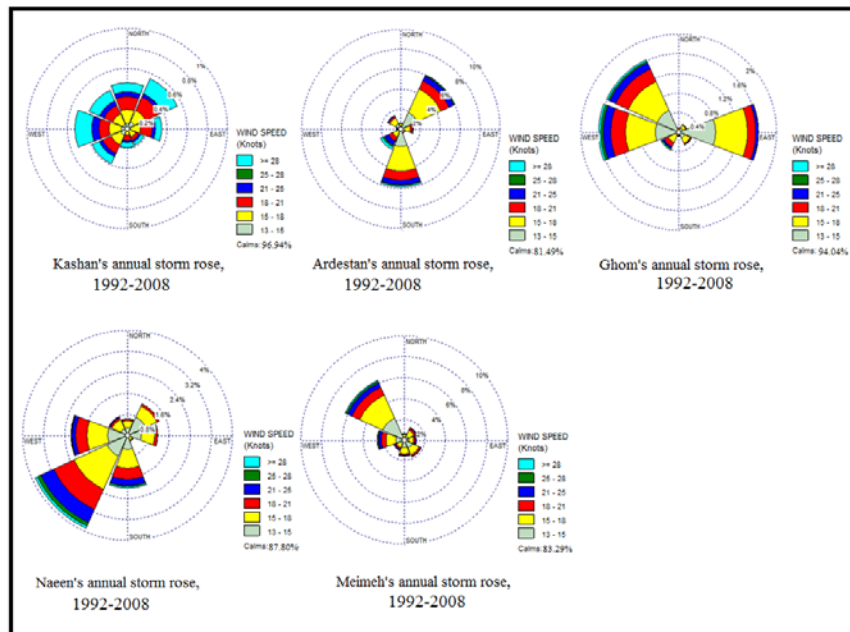 NORTH
1%
0.8%
0.6%
0.4%
0.2%
WEST
EAST
SOUTH
WIND SPEED
(Knots)
>= 28
25 - 28
21 - 25
18 - 21
15 - 18
13 - 15
Calms: 96.94%
Kashan's annual storm rose,
1992-2008
NORTH
10%
8%
6%
4%
2%
WEST
EAST
SOUTH
WIND SPEED
(Knots)
>= 28
25 - 28
21 - 25
18 - 21
15 - 18
13 - 15
Calms: 81.49%
Ardestan's annual storm rose,
1992-2008
NORTH
2%
1.6%
1.2%
0.8%
0.4%
WEST
EAST
SOUTH
WIND SPEED
(Knots)
>= 28
25 - 28
21 - 25
18 - 21
15 - 18
13 - 15
Calms: 94.04%
Ghom's annual storm rose,
1992-2008
NORTH
4%
3.2%
2.4%
1.6%
0.8%
WEST
EAST
SOUTH
WIND SPEED
(Knots)
>= 28
25 - 28
21 - 25
18 - 21
15 - 18
13 - 15
Calms: 87.80%
Naeen's annual storm rose,
1992-2008
NORTH
10%
8%
6%
4%
2%
WEST
EAST
SOUTH
WIND SPEED
(Knots)
>= 28
25 - 28
21 - 25
18 - 21
15 - 18
13 - 15
Calms: 83.29%
Meimeh's annual storm rose,
1992-2008